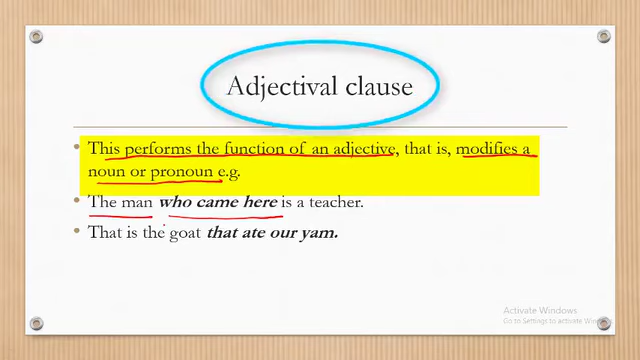 Adjectival clause
• This performs the function of an adjective, that is, modifies a
noun or pronoun e.g.
• The man who came here is a teacher.
• That is the goat that ate our yam.
Activate Windows
Go to Settings to activate Windows.